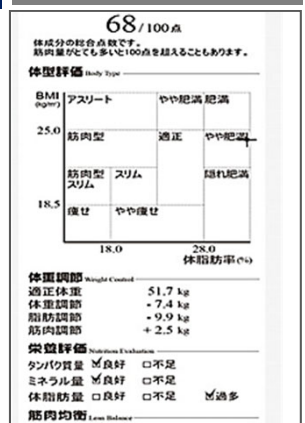 68/100点
体成分の総合点数です。
筋肉量がとても多いと100点を超えることもあります。
体型評価 Body Type
BMI
(kg/m²)
アスリート やや肥満 肥満
25.0
筋肉型 適正 やや肥満
筋肉型スリム スリム 隠れ肥満
18.5
痩せ やや痩せ
18.0 28.0
体脂肪率(%)
体重調節 Weight Control
適正体重 51.7 kg
体重調節 - 7.4 kg
脂肪調節 - 9.9 kg
筋肉調節 + 2.5 kg
栄養評価 Nutrition Evaluation
タンパク質量 ☑良好 □不足
ミネラル量 ☑良好 □不足
体脂肪量 □良好 □不足 ☑過多
筋肉均衡 Lean Balance